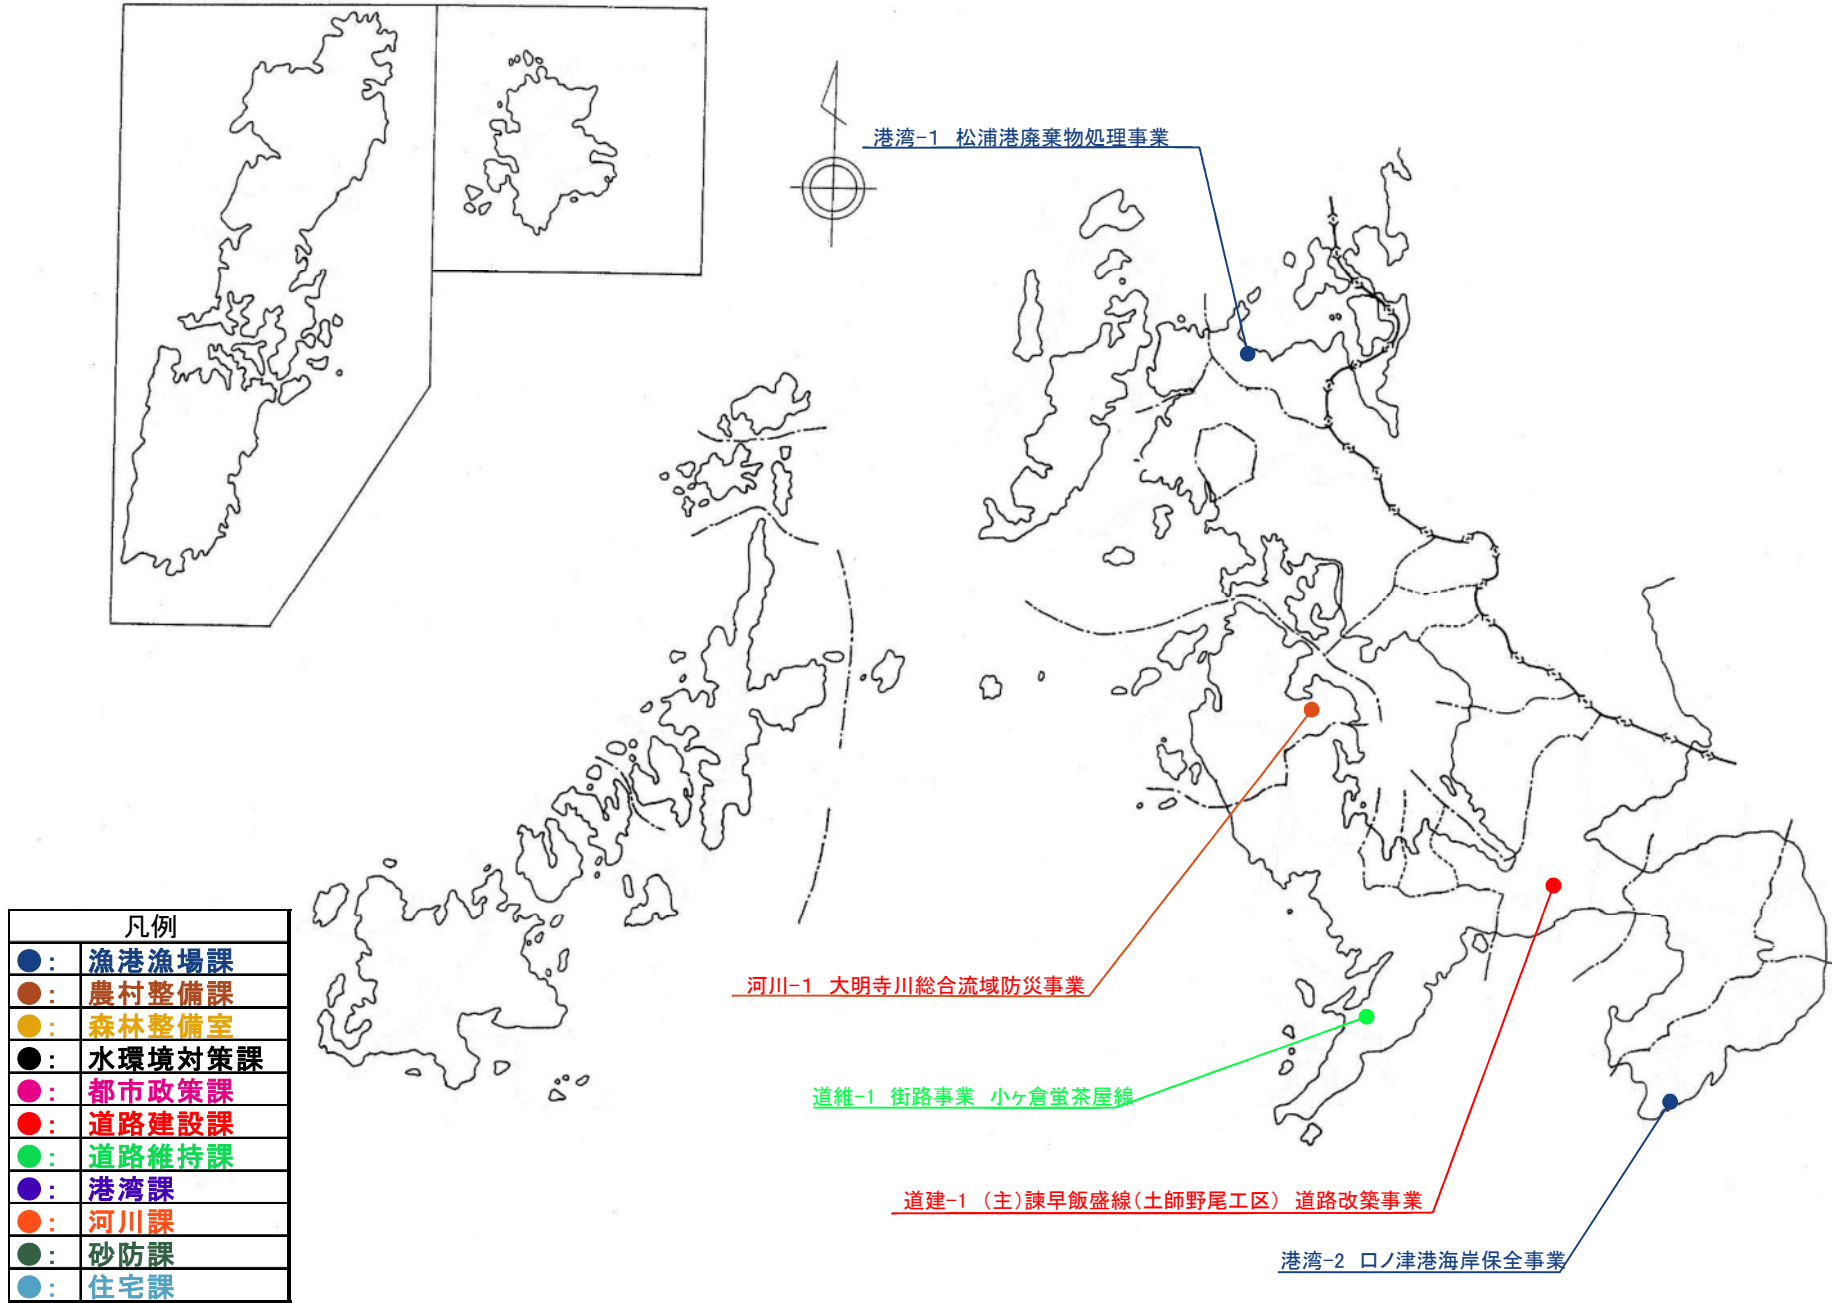 港湾-1 松浦港廃棄物処理事業
河川-1 大明寺川総合流域防災事業
道維-1 街路事業 小ヶ倉蛍茶屋線
道建-1 (主)諫早飯盛線(土師野尾工区) 道路改築事業
港湾-2 口ノ津港海岸保全事業
凡例
●: 漁港漁場課
●: 農村整備課
●: 森林整備室
●: 水環境対策課
●: 都市政策課
●: 道路建設課
●: 道路維持課
●: 港湾課
●: 河川課
●: 砂防課
●: 住宅課